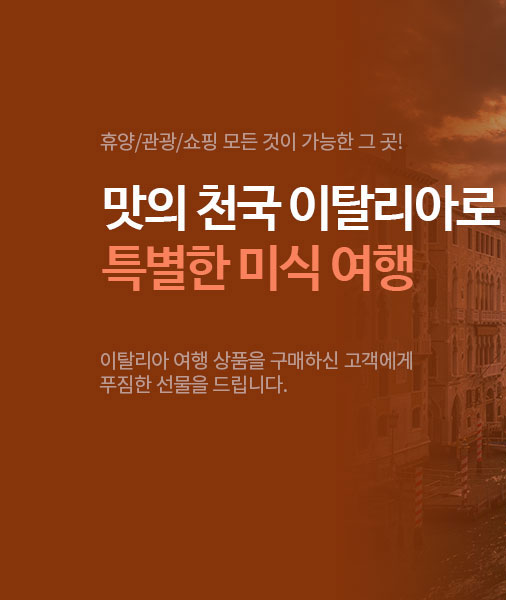 휴양/관광/쇼핑 모든 것이 가능한 그 곳!
맛의 천국 이탈리아로
특별한 미식 여행
이탈리아 여행 상품을 구매하신 고객에게
푸짐한 선물을 드립니다.